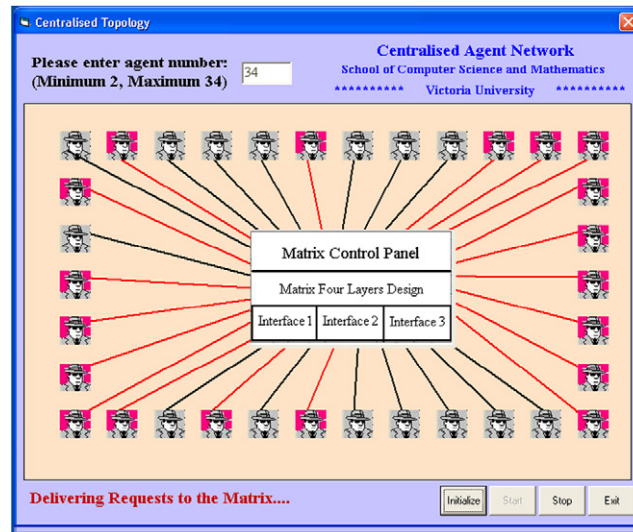 Centralised Topology
Please enter agent number:
(Minimum 2, Maximum 34)
34
Centralised Agent Network
School of Computer Science and Mathematics
********** Victoria University **********
Matrix Control Panel
Matrix Four Layers Design
Interface 1 Interface 2 Interface 3
Delivering Requests to the Matrix....
Initialize Start Stop Exit